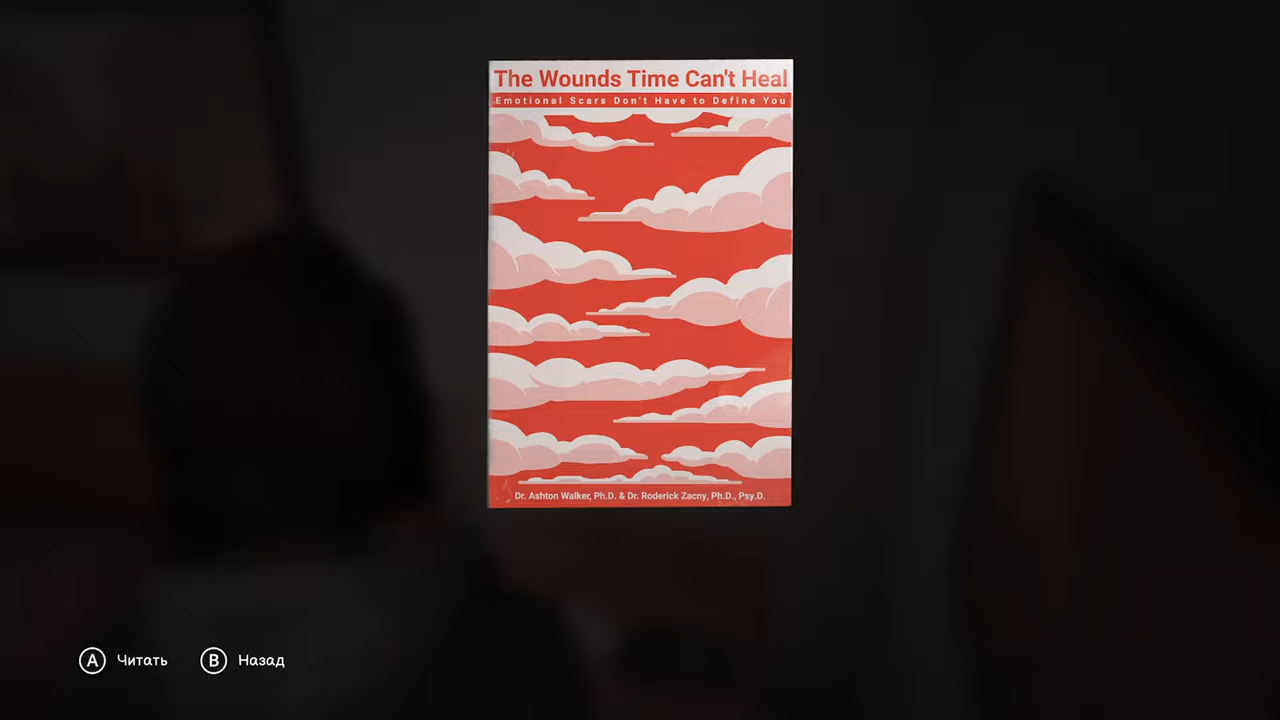 The Wounds Time Can't Heal
Emotional Scars Don't Have to Define You
Dr. Ashton Walker, Ph.D. & Dr. Roderick Zacny, Ph.D., Psy.D.
A Читать B Назад